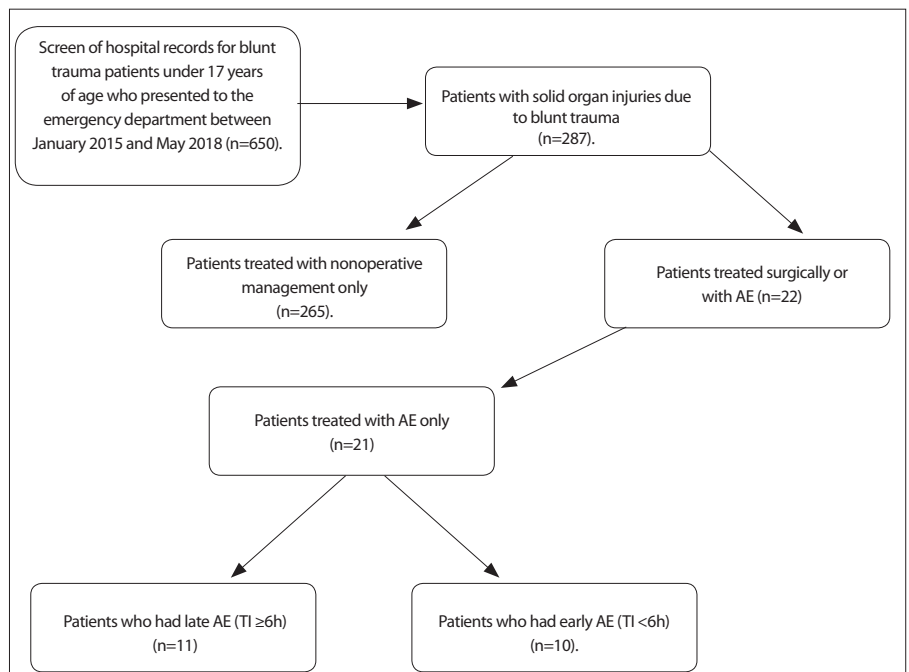 Screen of hospital records for blunt
trauma patients under 17 years
of age who presented to the
emergency department between
January 2015 and May 2018 (n=650).
Patients with solid organ injuries due
to blunt trauma
(n=287).
Patients treated with nonoperative
management only
(n=265).
Patients treated surgically or
with AE (n=22)
Patients treated with AE only
(n=21)
Patients who had late AE (TI ≥6h)
(n=11)
Patients who had early AE (TI <6h)
(n=10).